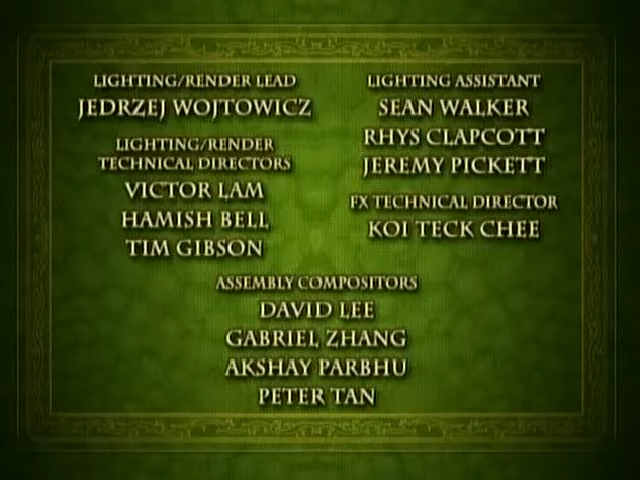 LIGHTING/RENDER LEAD
JEDRZEJ WOJTOWICZ
LIGHTING/RENDER
TECHNICAL DIRECTORS
VICTOR LAM
HAMISH BELL
TIM GIBSON
LIGHTING ASSISTANT
SEAN WALKER
RHYS CLAPCOTT
JEREMY PICKETT
FX TECHNICAL DIRECTOR
KOI TECK CHEE
ASSEMBLY COMPOSITORS
DAVID LEE
GABRIEL ZHANG
AKSHAY PARBHU
PETER TAN